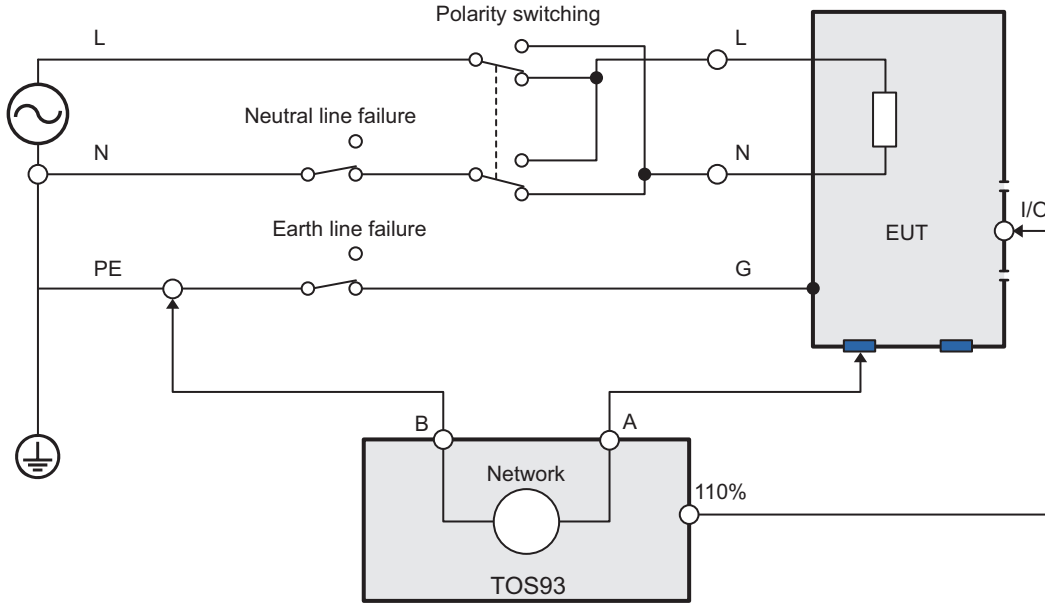 Polarity switching
L
L
Neutral line failure
N
N
I/O
Earth line failure
EUT
PE
G
B
A
Network
110%
TOS93